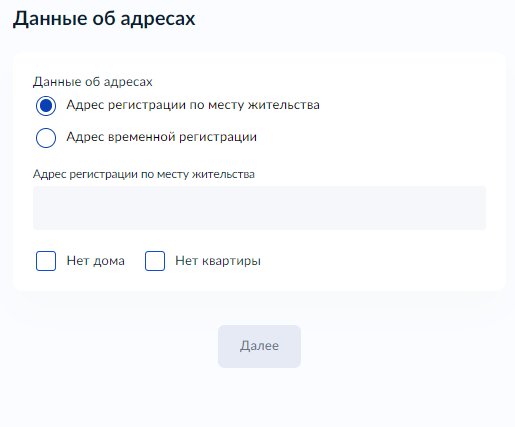 Данные об адресах
Данные об адресах
Адрес регистрации по месту жительства
Адрес временной регистрации
Адрес регистрации по месту жительства
Нет дома Нет квартиры
Далее